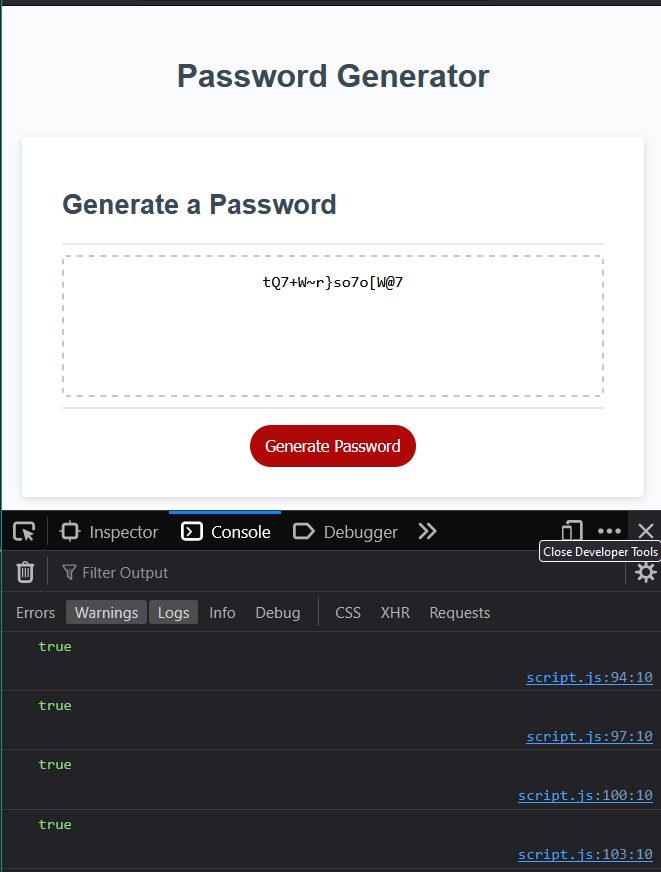 Password Generator
Generate a Password
tQ7+W~r}so7o[W@7
Generate Password
Inspector Console Debugger
Close Developer Tools
Filter Output
Errors Warnings Logs Info Debug CSS XHR Requests
true
script.js:94:10
true
script.js:97:10
true
script.js:100:10
true
script.js:103:10